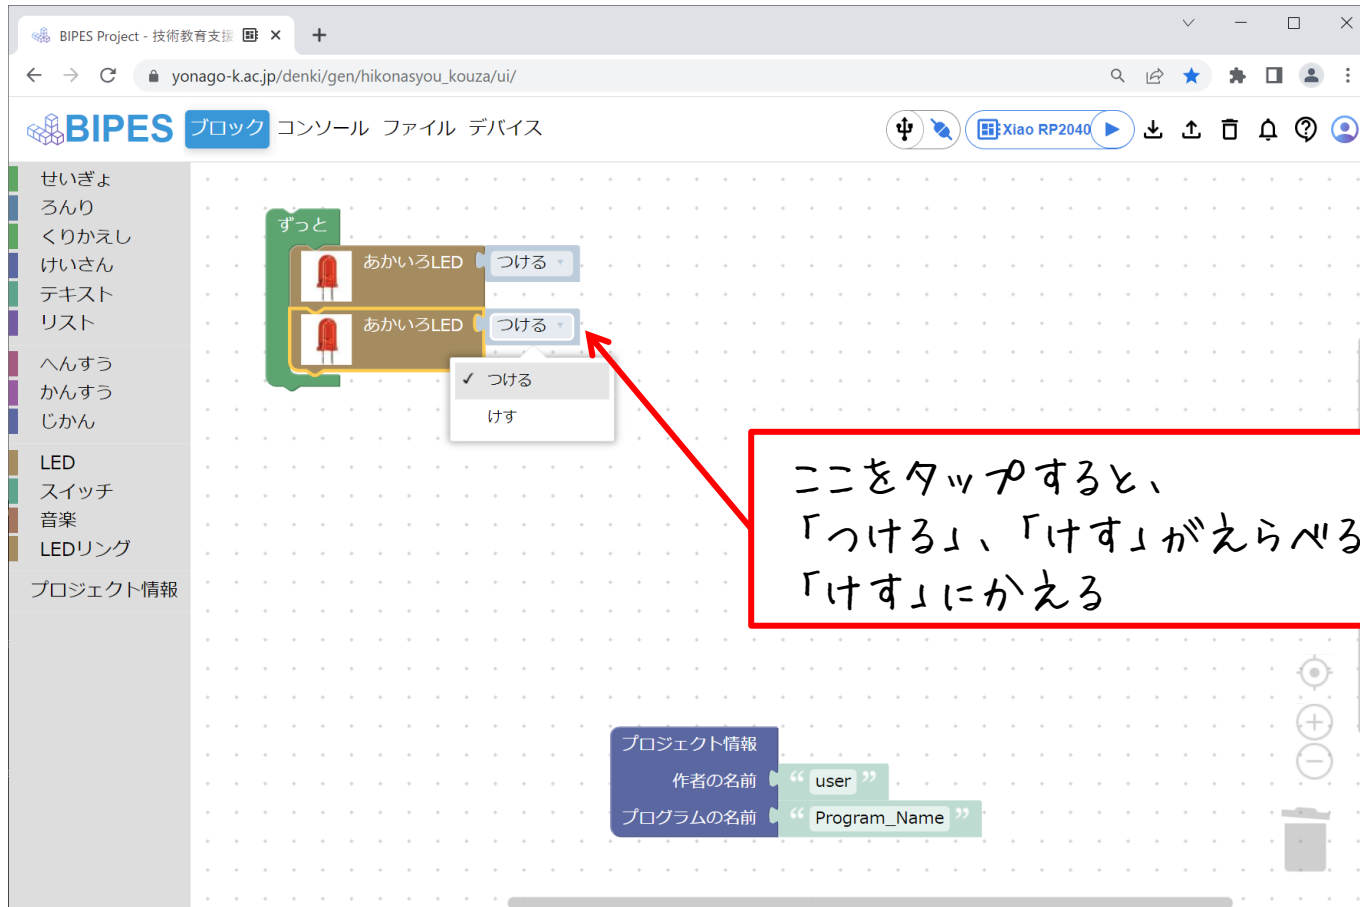 BIPES Project - 技術教育支援
yonago-k.ac.jp/denki/gen/hikonasyou_kouza/ui/
BIPES ブロック コンソール ファイル デバイス
Xiao RP2040
せいぎょ
ろんり
くりかえし
けいさん
テキスト
リスト
へんすう
かんすう
じかん
LED
スイッチ
音楽
LEDリング
プロジェクト情報
ずっと
あかいろLED つける
あかいろLED つける
✓ つける
けす
ここをタップすると、
「つける」、「けす」がえらべる
「けす」にかえる
プロジェクト情報
作者の名前 “ user ”
プログラムの名前 “ Program_Name ”